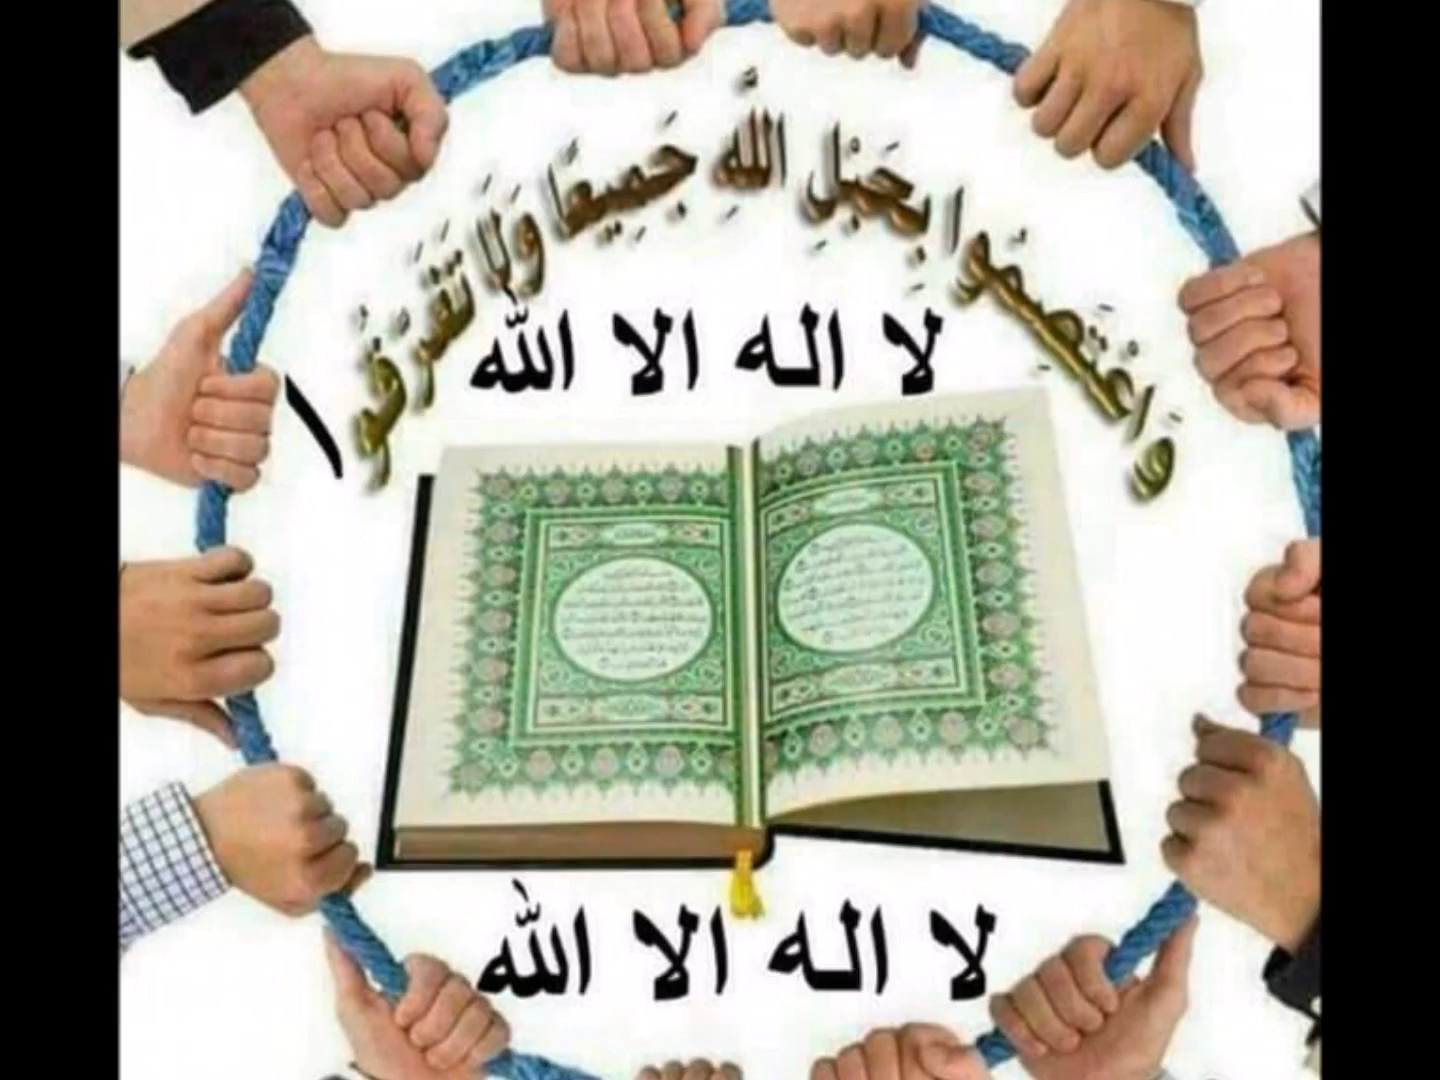 وَاعْتَصِمُوا بِحَبْلِ اللَّهِ جَمِيعًا وَلَا تَفَرَّقُوا
لا اله الا الله
لا اله الا الله